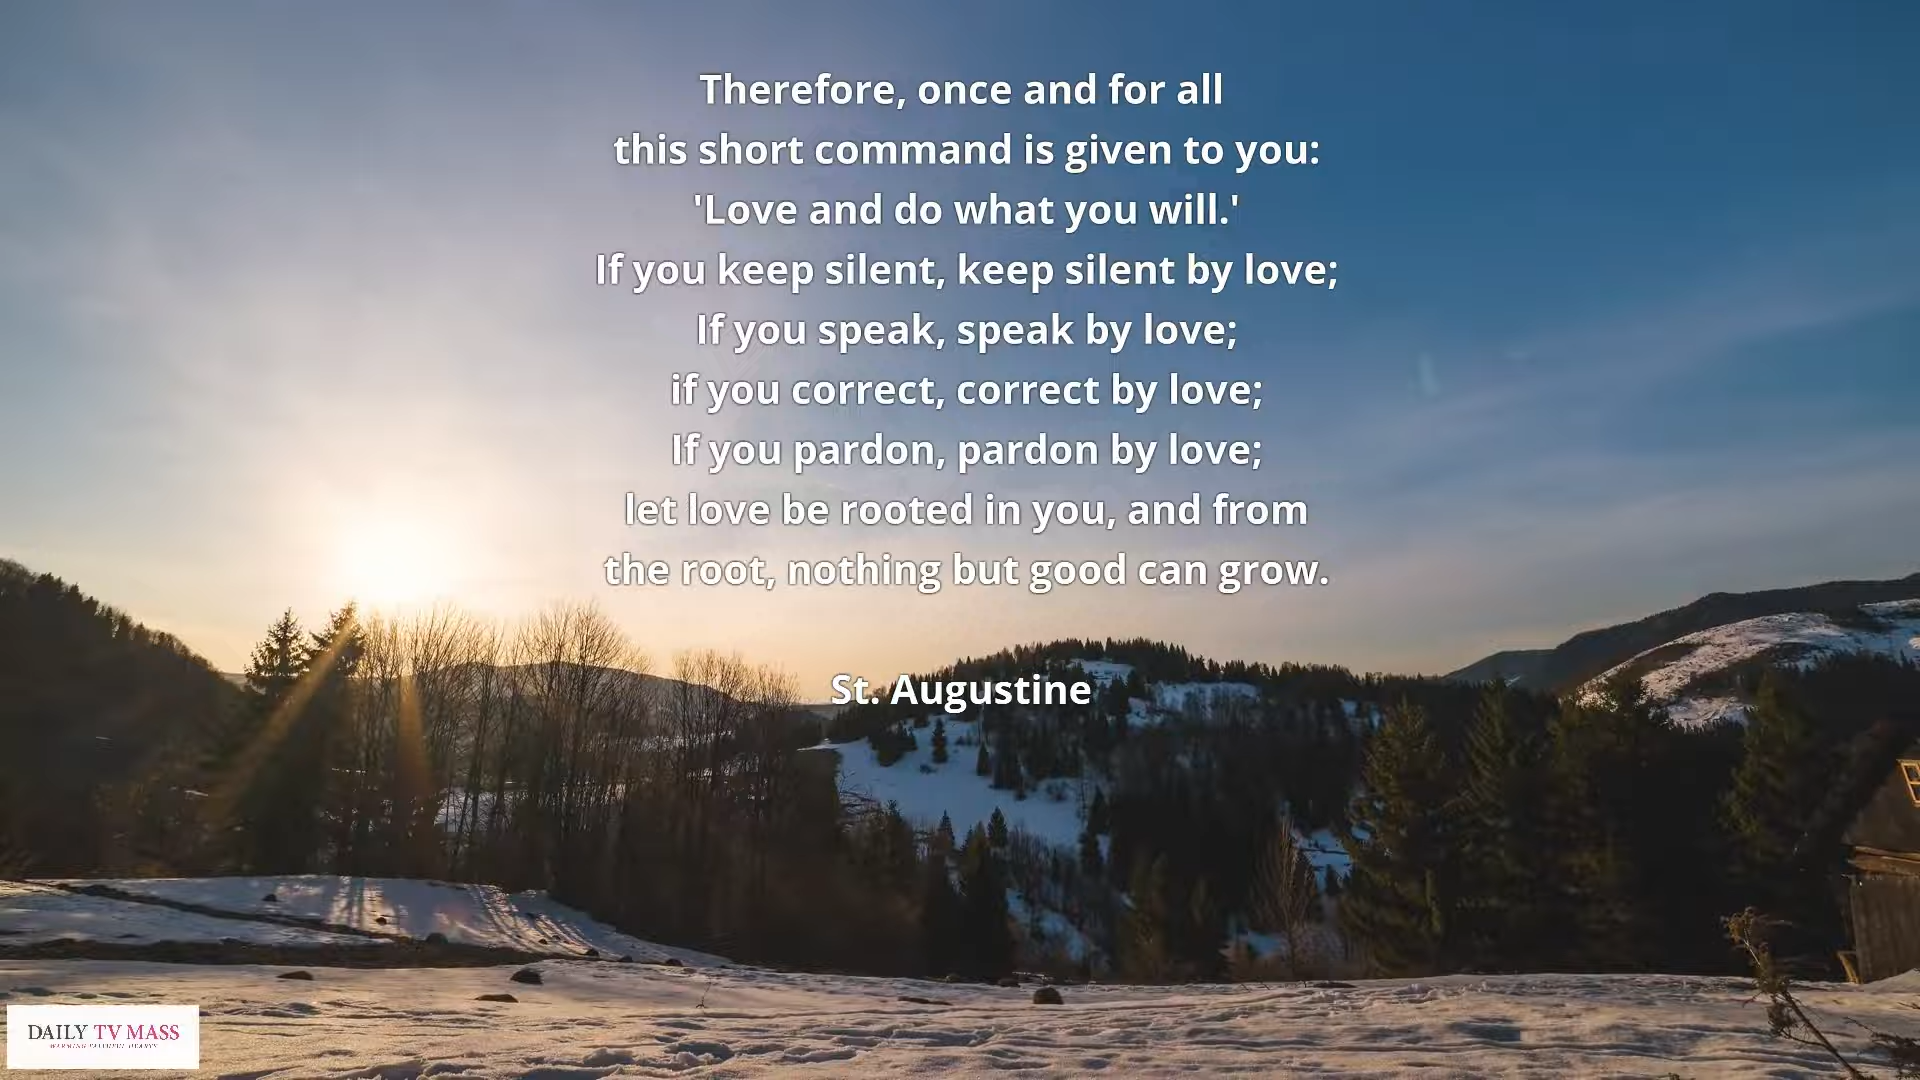 Therefore, once and for all
this short command is given to you:
'Love and do what you will.'
If you keep silent, keep silent by love;
If you speak, speak by love;
if you correct, correct by love;
If you pardon, pardon by love;
let love be rooted in you, and from
the root, nothing but good can grow.
St. Augustine
DAILY TV MASS
WARMING FAITHFUL HEARTS